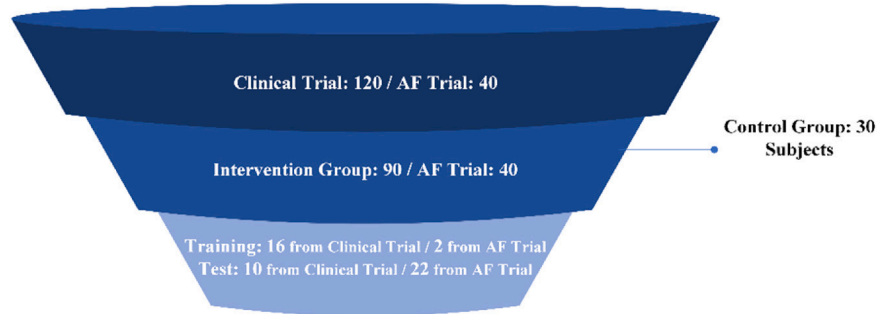 Clinical Trial: 120 / AF Trial: 40
Control Group: 30
Subjects
Intervention Group: 90 / AF Trial: 40
Training: 16 from Clinical Trial / 2 from AF Trial
Test: 10 from Clinical Trial / 22 from AF Trial